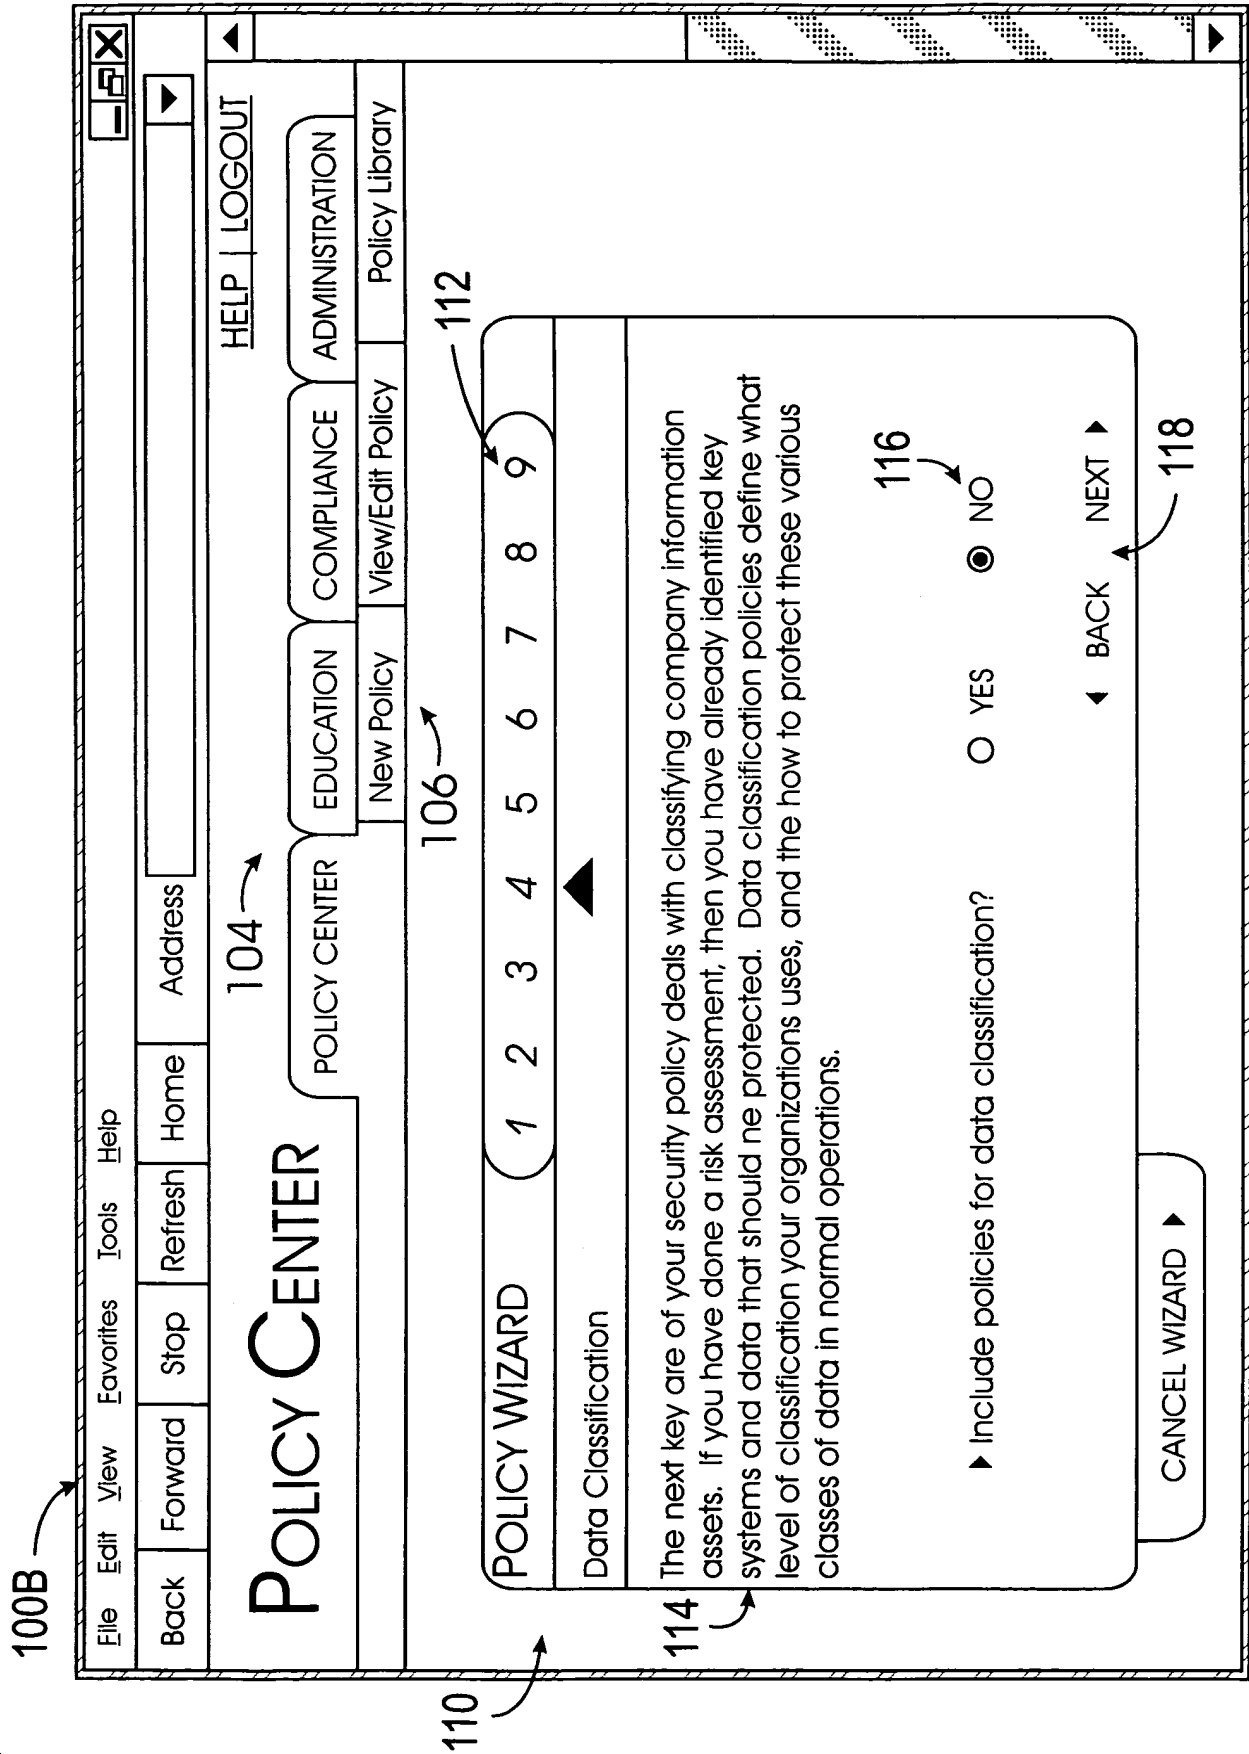 100B
File Edit View Favorites Tools Help
Back Forward Stop Refresh Home Address
HELP | LOGOUT
POLICY CENTER
104
POLICY CENTER EDUCATION COMPLIANCE ADMINISTRATION
New Policy View/Edit Policy Policy Library
106
112
110
POLICY WIZARD 1 2 3 4 5 6 7 8 9
Data Classification
114
The next key are of your security policy deals with classifying company information
assets. If you have done a risk assessment, then you have already identified key
systems and data that should ne protected. Data classification policies define what
level of classification your organizations uses, and the how to protect these various
classes of data in normal operations.
116
Include policies for data classification? YES NO
BACK NEXT
118
CANCEL WIZARD